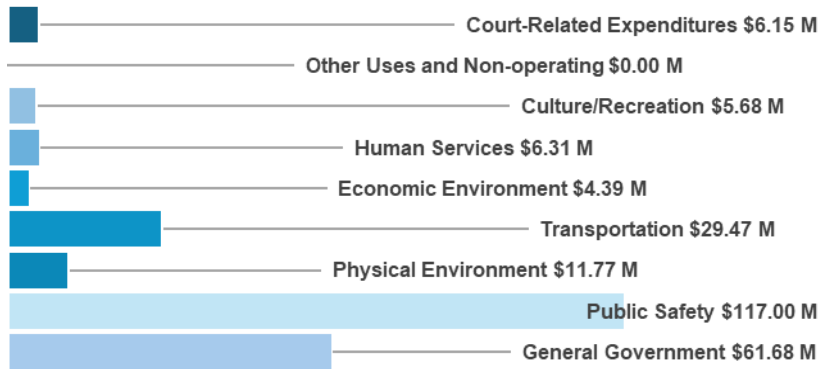 Court-Related Expenditures $6.15 M
Other Uses and Non-operating $0.00 M
Culture/Recreation $5.68 M
Human Services $6.31 M
Economic Environment $4.39 M
Transportation $29.47 M
Physical Environment $11.77 M
Public Safety $117.00 M
General Government $61.68 M